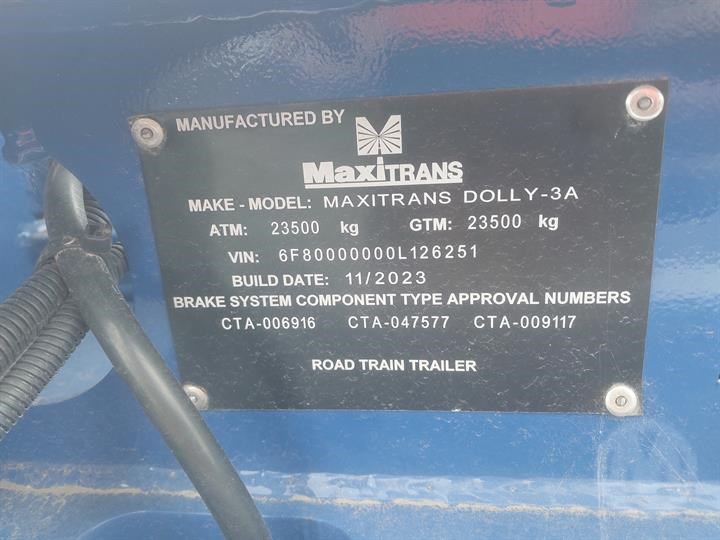 MANUFACTURED BY
MaxiTRANS
MAKE - MODEL: MAXITRANS DOLLY-3A
ATM: 23500 kg GTM: 23500 kg
VIN: 6F80000000L126251
BUILD DATE: 11/2023
BRAKE SYSTEM COMPONENT TYPE APPROVAL NUMBERS
CTA-006916 CTA-047577 CTA-009117
ROAD TRAIN TRAILER